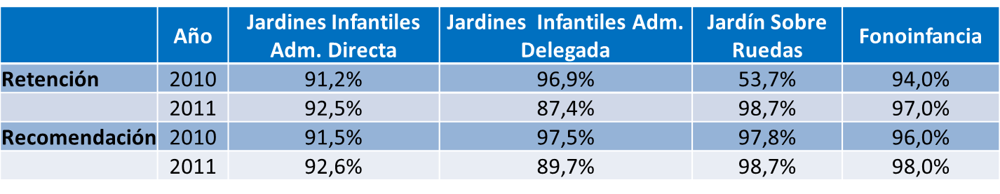 Año Jardines Infantiles Adm. Directa Jardines Infantiles Adm. Delegada Jardín Sobre Ruedas Fonoinfancia
Retención 2010 91,2% 96,9% 53,7% 94,0%
2011 92,5% 87,4% 98,7% 97,0%
Recomendación 2010 91,5% 97,5% 97,8% 96,0%
2011 92,6% 89,7% 98,7% 98,0%